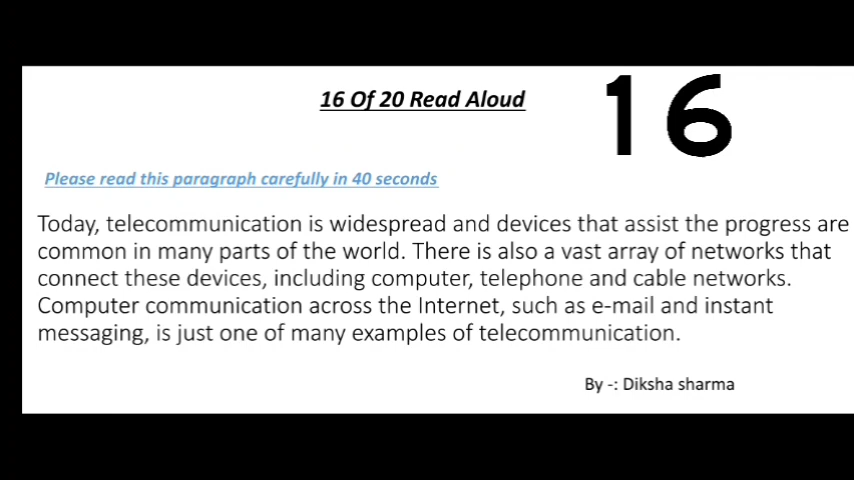 16 Of 20 Read Aloud
16
Please read this paragraph carefully in 40 seconds
Today, telecommunication is widespread and devices that assist the progress are
common in many parts of the world. There is also a vast array of networks that
connect these devices, including computer, telephone and cable networks.
Computer communication across the Internet, such as e-mail and instant
messaging, is just one of many examples of telecommunication.
By -: Diksha sharma